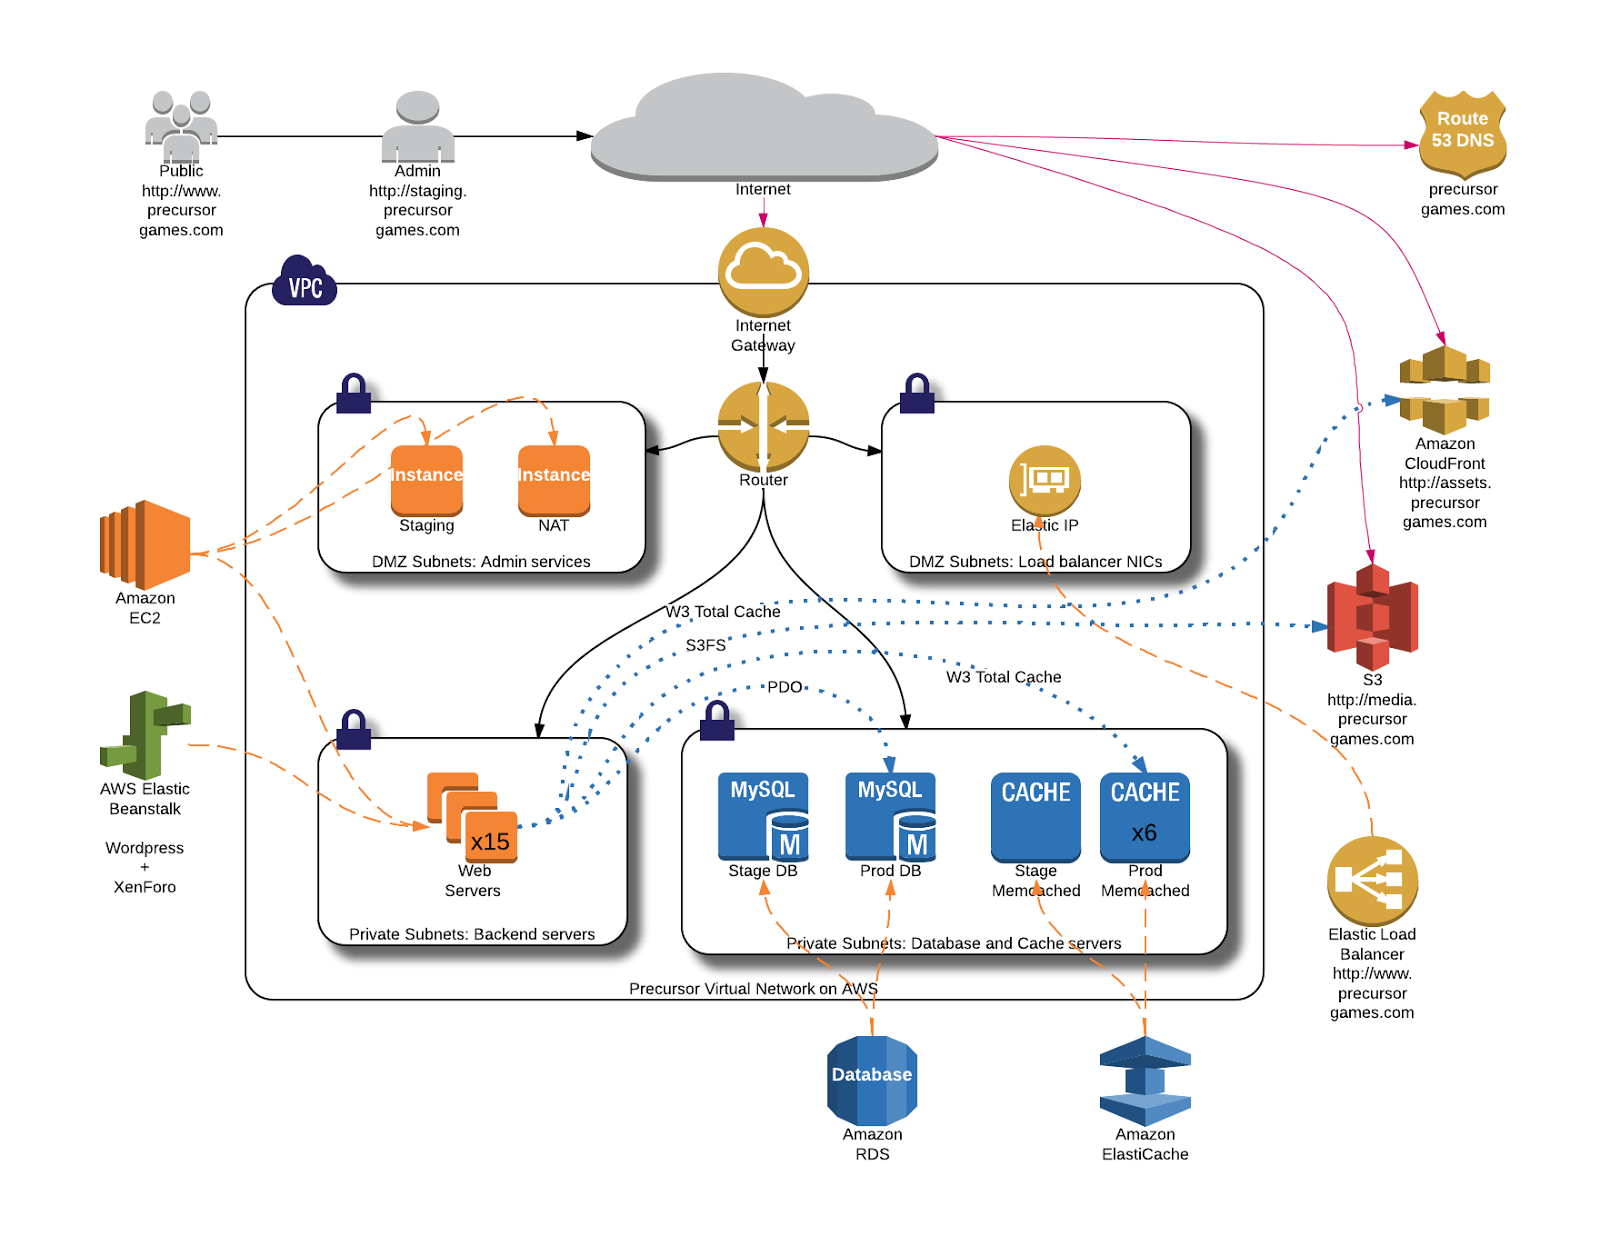 Public
http://www.
precursor
games.com
Admin
http://staging.
precursor
games.com
Internet
Route
53 DNS
precursor
games.com
VPC
Internet
Gateway
Router
Instance
Staging
Instance
NAT
DMZ Subnets: Admin services
Elastic IP
DMZ Subnets: Load balancer NICs
Amazon
CloudFront
http://assets.
precursor
games.com
Amazon
EC2
W3 Total Cache
S3FS
W3 Total Cache
PDO
S3
http://media.
precursor
games.com
AWS Elastic
Beanstalk
Wordpress
+
XenForo
x15
Web
Servers
Private Subnets: Backend servers
MySQL
M
Stage DB
MySQL
M
Prod DB
CACHE
Stage
Memcached
CACHE
x6
Prod
Memcached
Private Subnets: Database and Cache servers
Precursor Virtual Network on AWS
Elastic Load
Balancer
http://www.
precursor
games.com
Database
Amazon
RDS
Amazon
ElastiCache